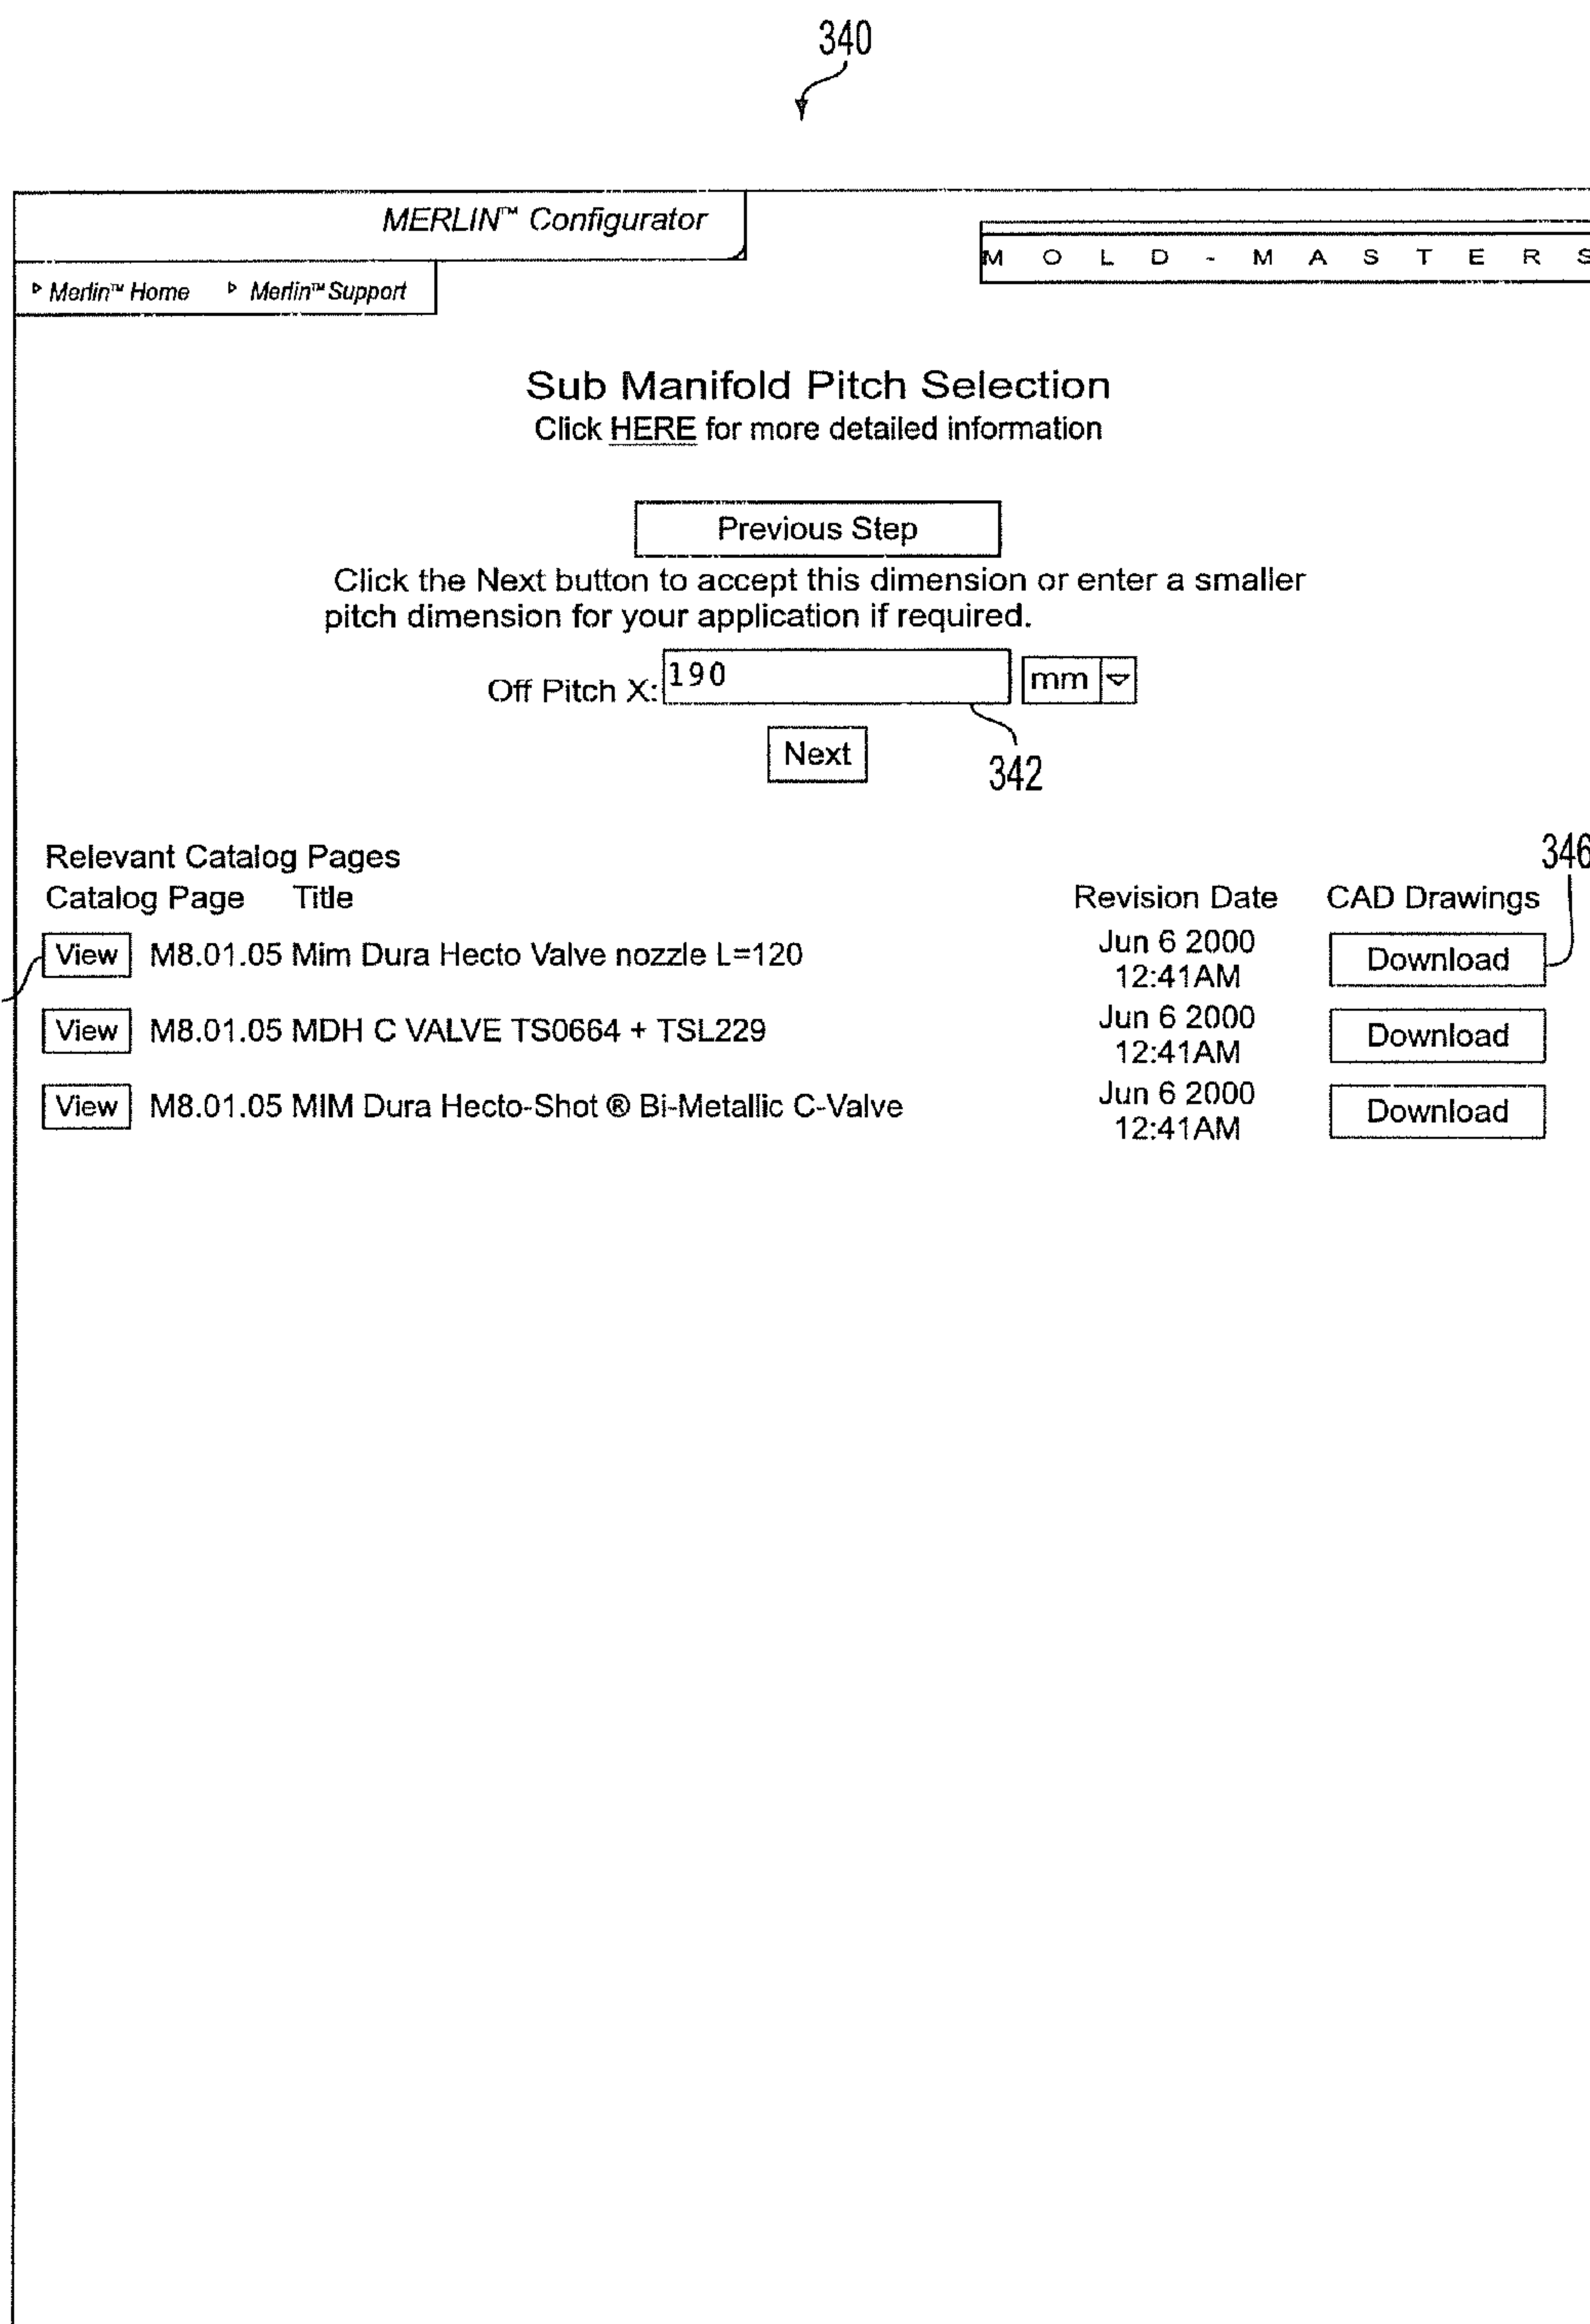 340
MERLIN™ Configurator
M O L D - M A S T E R S
▹ Merlin™ Home ▹ Merlin™ Support
Sub Manifold Pitch Selection
Click HERE for more detailed information
Previous Step
Click the Next button to accept this dimension or enter a smaller
pitch dimension for your application if required.
Off Pitch X: 190 mm
Next
342
Relevant Catalog Pages
346
Catalog Page Title Revision Date CAD Drawings
View M8.01.05 Mim Dura Hecto Valve nozzle L=120 Jun 6 2000 Download
12:41AM
View M8.01.05 MDH C VALVE TS0664 + TSL229 Jun 6 2000 Download
12:41AM
View M8.01.05 MIM Dura Hecto-Shot ® Bi-Metallic C-Valve Jun 6 2000 Download
12:41AM